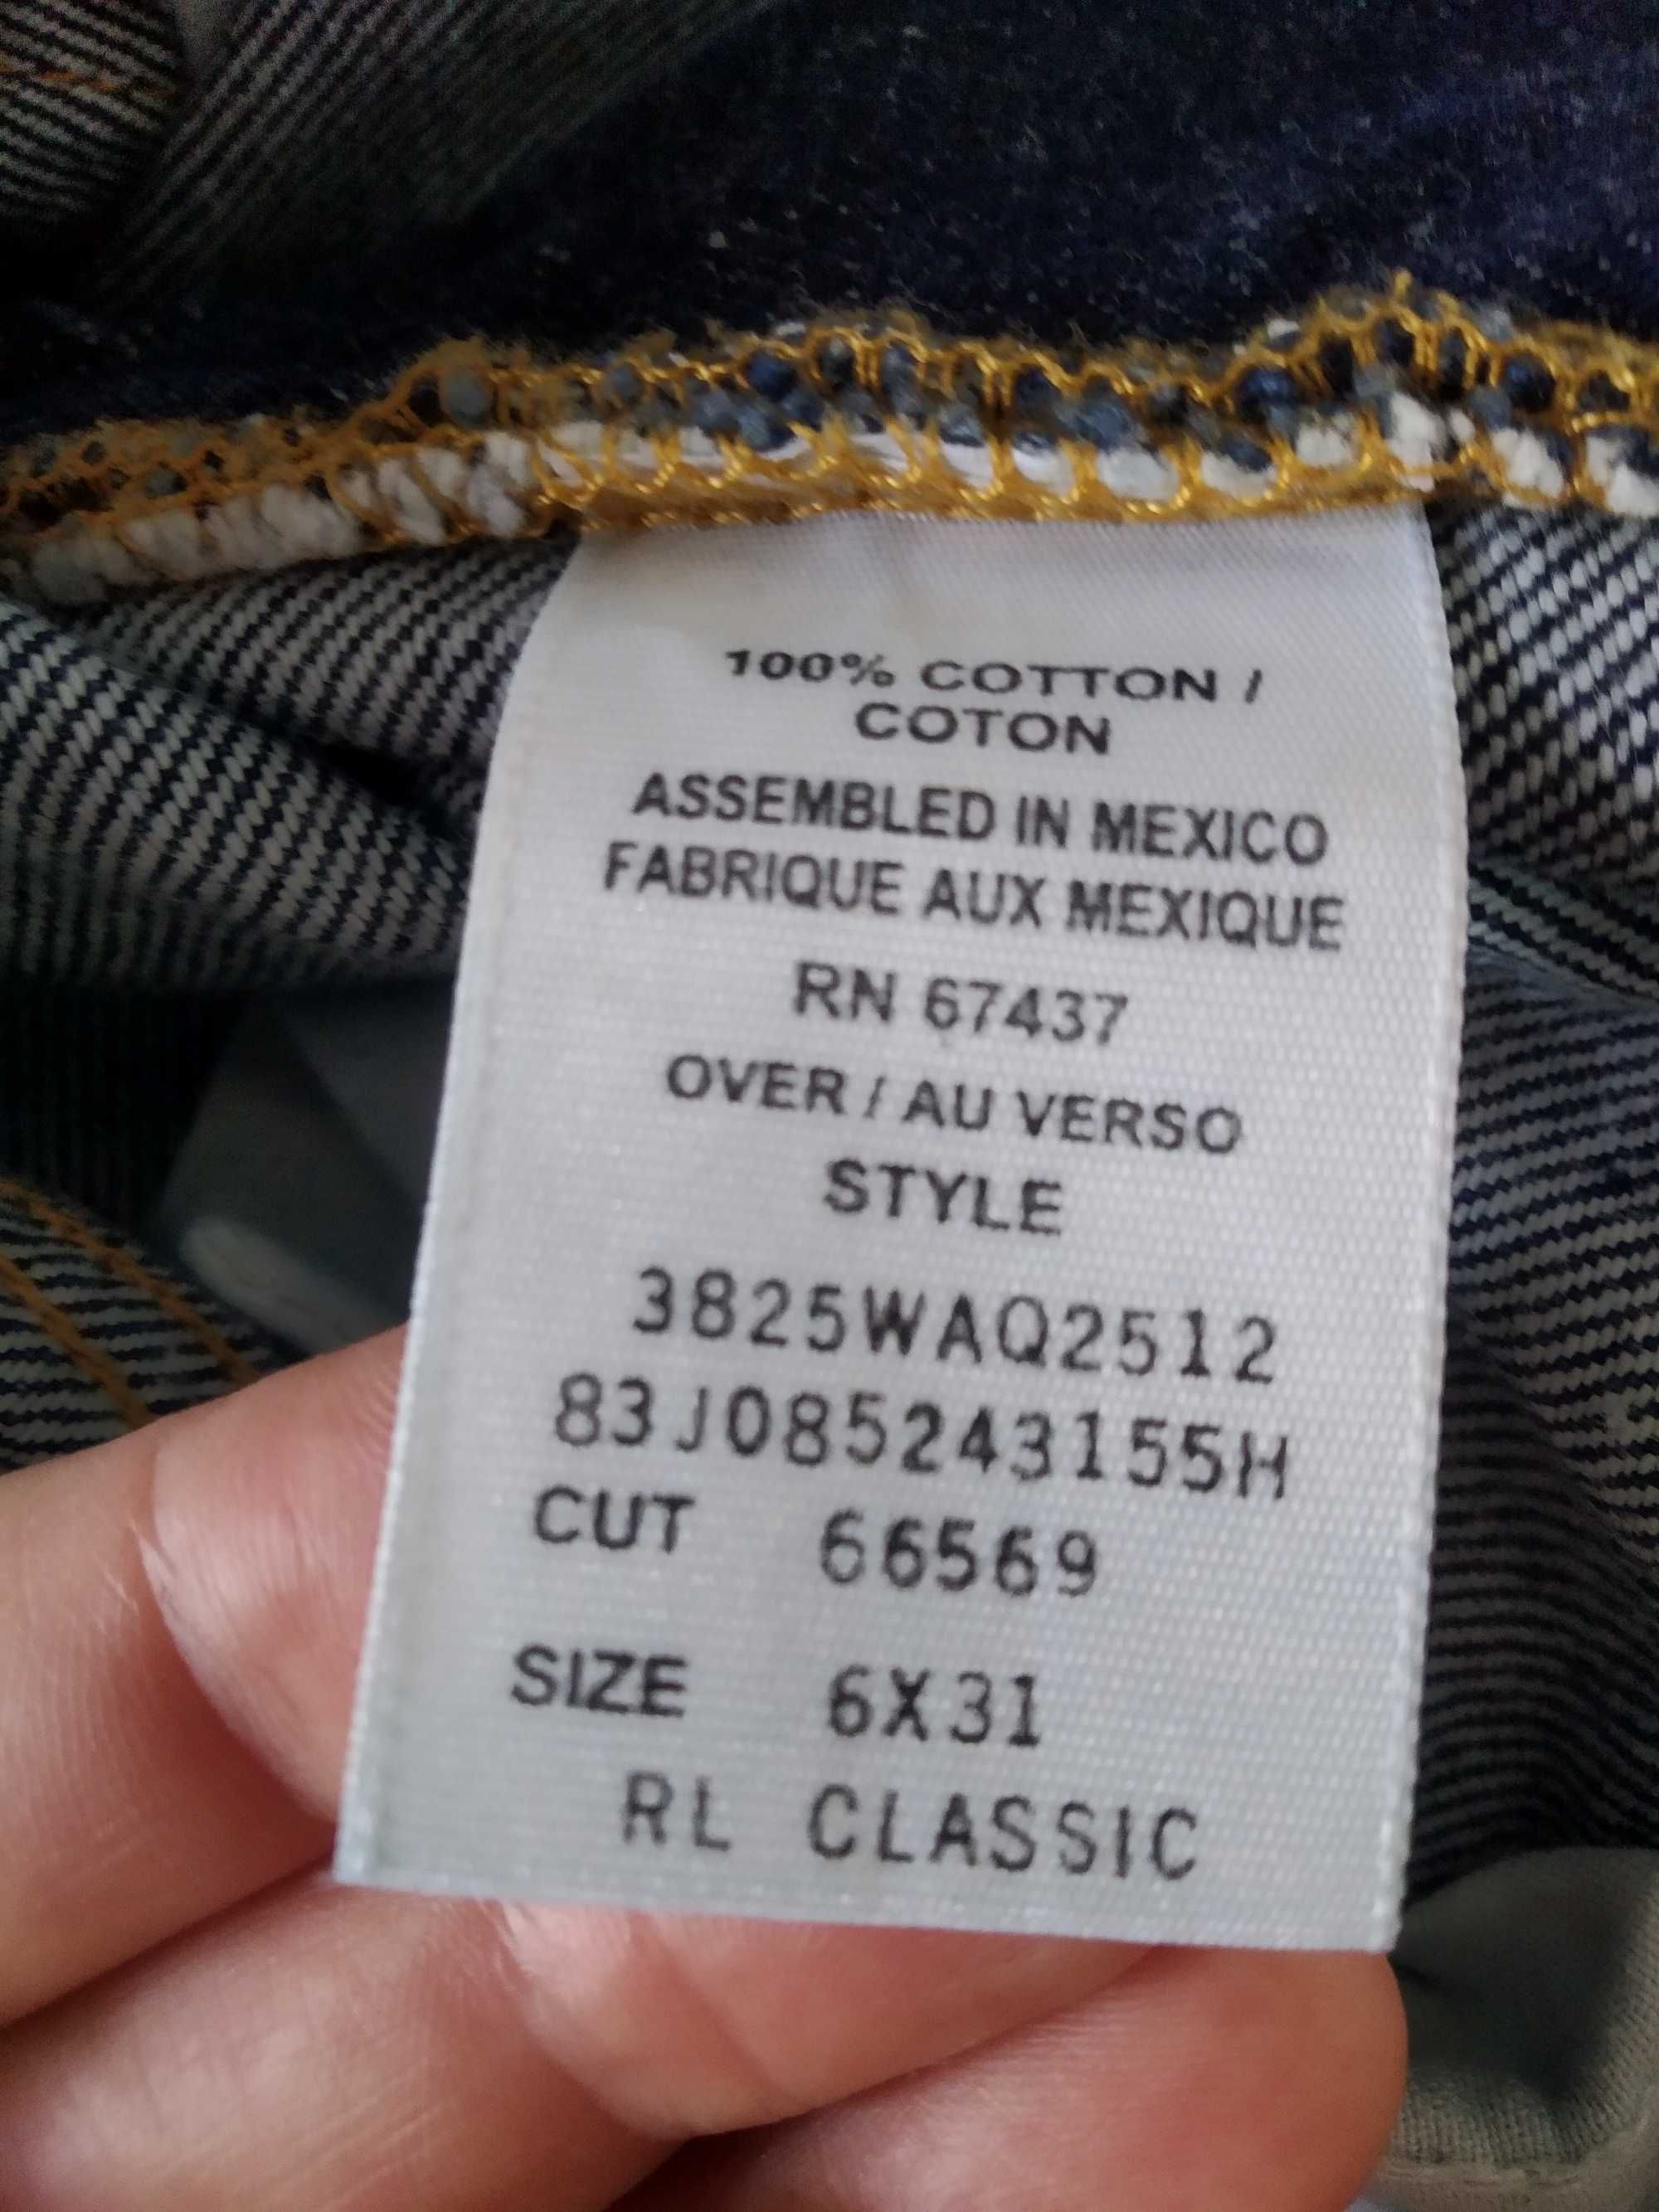 100% COTTON /
COTON
ASSEMBLED IN MEXICO
FABRIQUE AUX MEXIQUE
RN 67437
OVER / AU VERSO
STYLE
3825WAQ2512
83J085243155H
CUT 66569
SIZE 6X31
RL CLASSIC